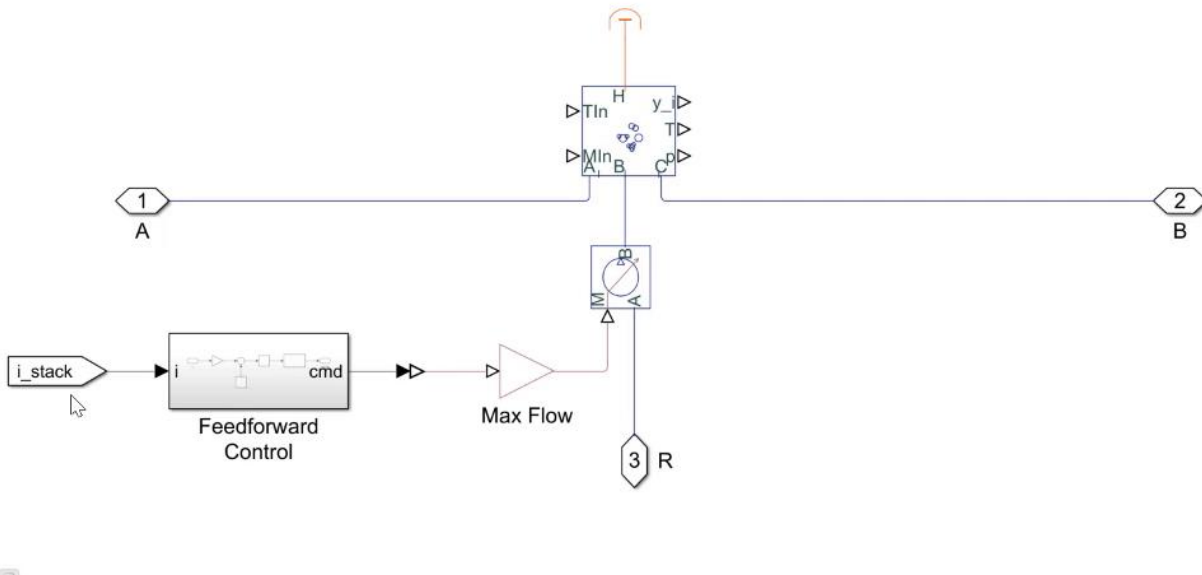 H
TIn
y_i
T
MIn
p
A
B
C
1
2
A
B
B
M
A
i_stack
i
cmd
Feedforward
Control
Max Flow
3
R